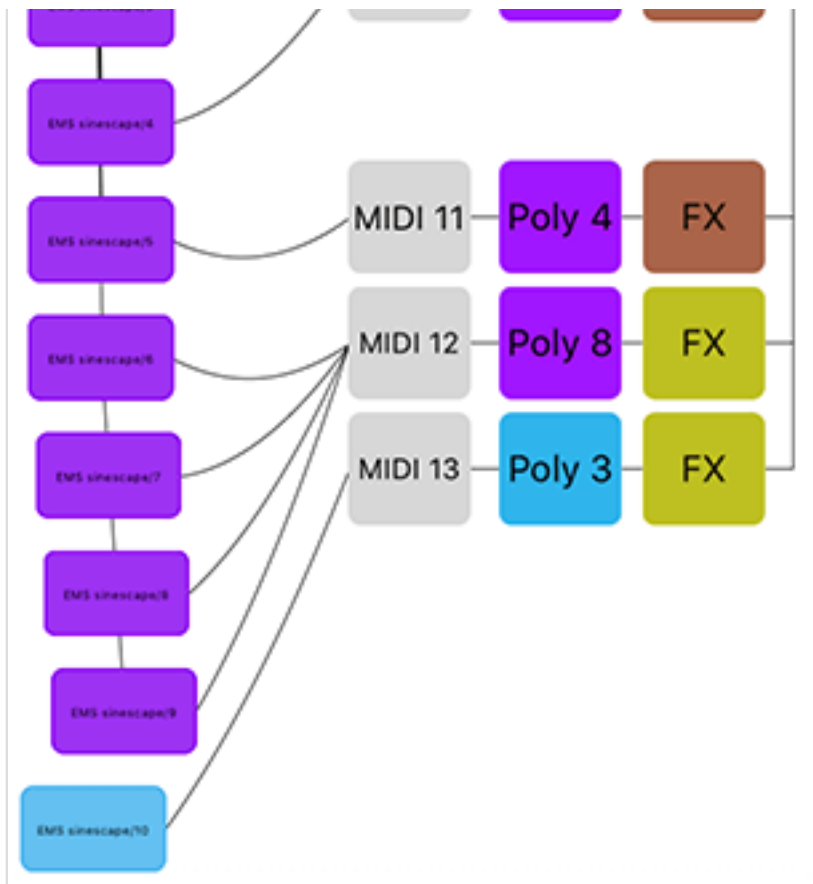 EMS sinescape/4
EMS sinescape/5
MIDI 11
Poly 4
FX
EMS sinescape/6
MIDI 12
Poly 8
FX
EMS sinescape/7
MIDI 13
Poly 3
FX
EMS sinescape/8
EMS sinescape/9
EMS sinescape/10